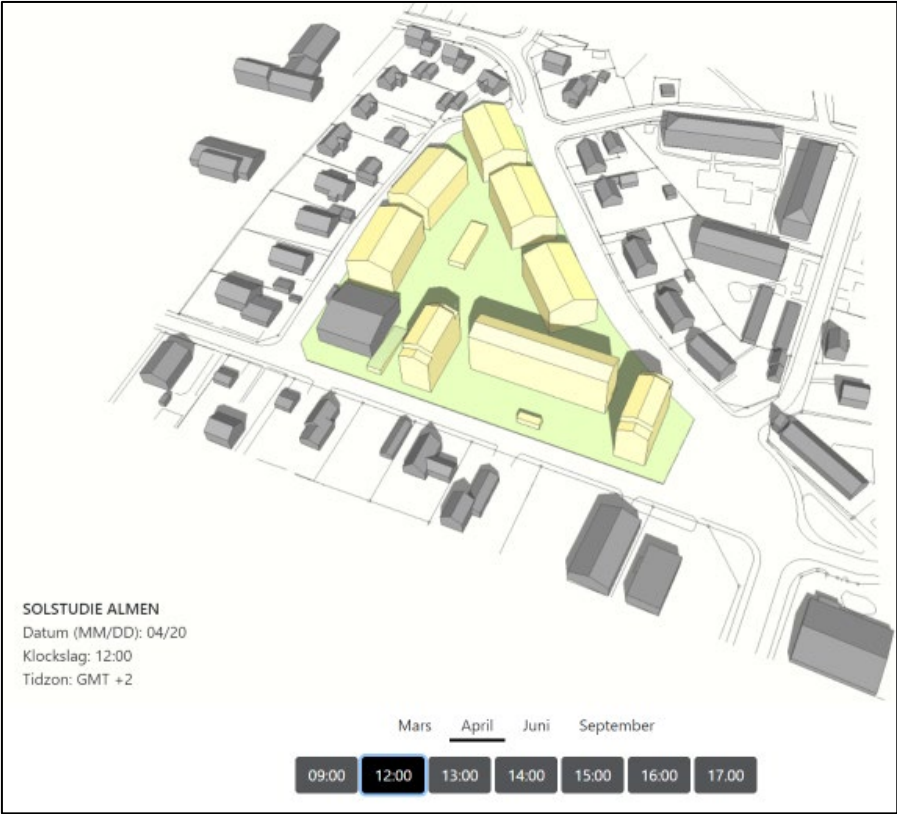 SOLSTUDIE ALMEN
Datum (MM/DD): 04/20
Klockslag: 12:00
Tidzon: GMT +2
Mars April Juni September
09:00 12:00 13:00 14:00 15:00 16:00 17.00